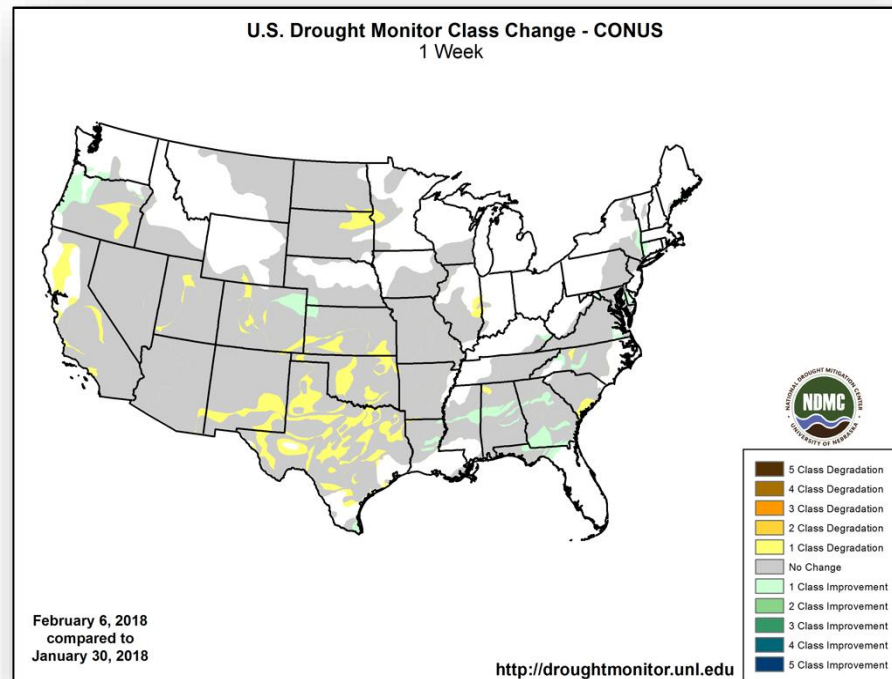 U.S. Drought Monitor Class Change - CONUS
1 Week
NATIONAL DROUGHT MITIGATION CENTER
NDMC
UNIVERSITY OF NEBRASKA
5 Class Degradation
4 Class Degradation
3 Class Degradation
2 Class Degradation
1 Class Degradation
No Change
1 Class Improvement
2 Class Improvement
3 Class Improvement
4 Class Improvement
5 Class Improvement
February 6, 2018
compared to
January 30, 2018
http://droughtmonitor.unl.edu